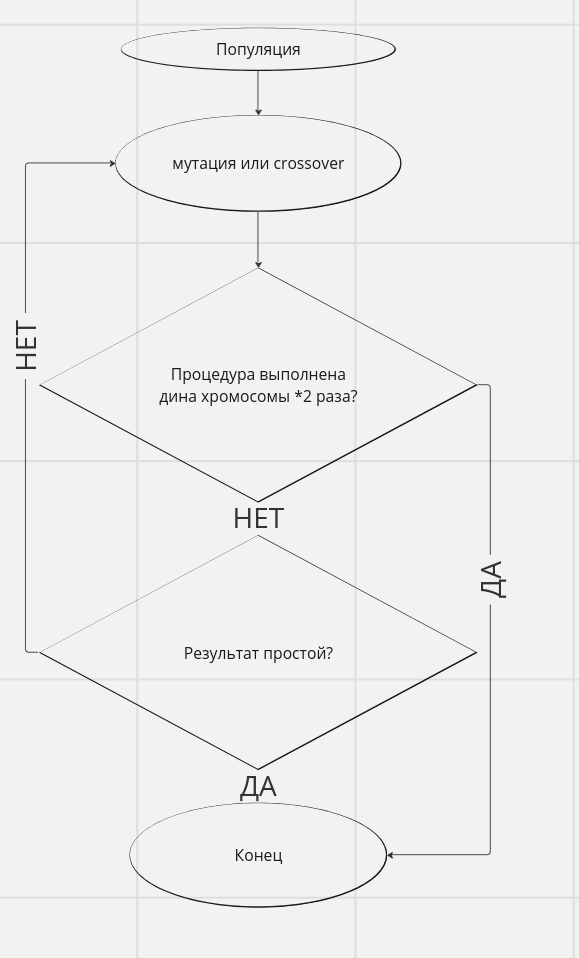 Популяция
мутация или crossover
НЕТ
Процедура выполнена
дина хромосомы *2 раза?
НЕТ
ДА
Результат простой?
ДА
Конец